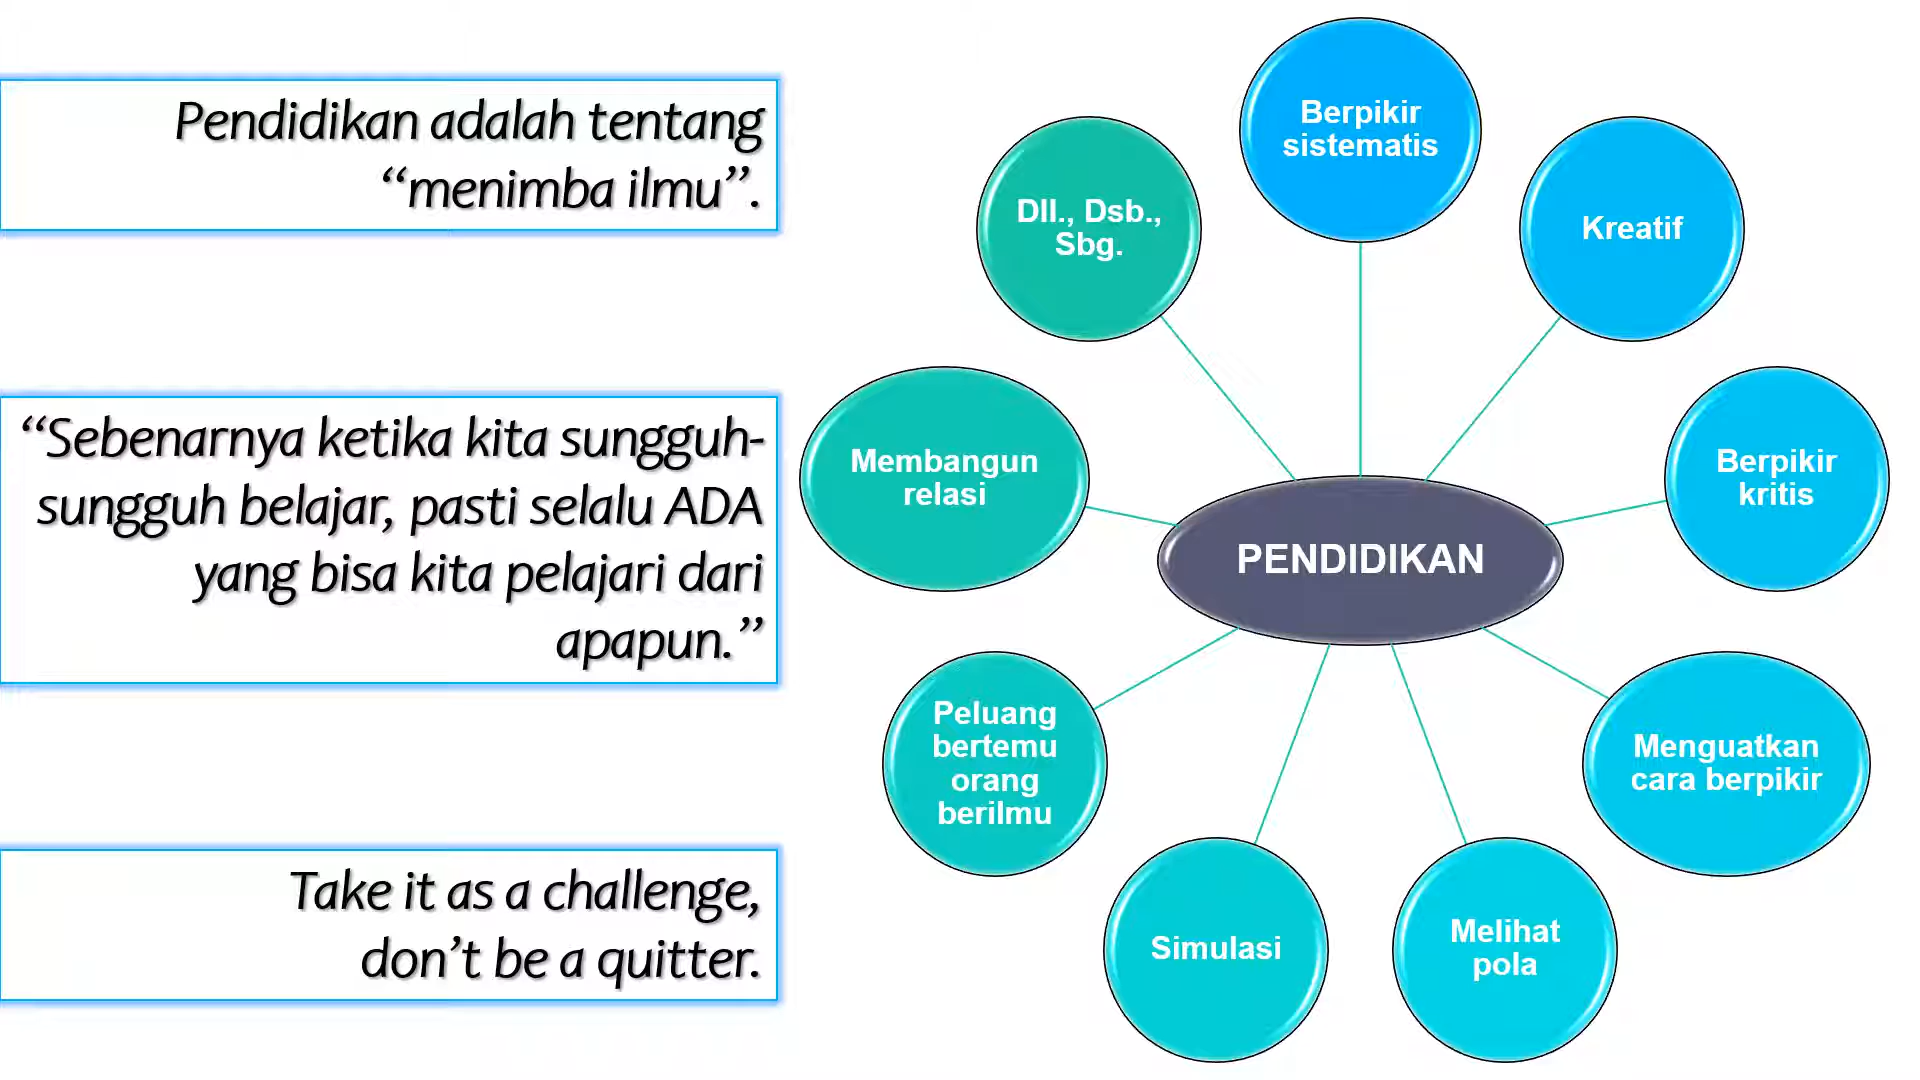 Pendidikan adalah tentang
“menimba ilmu”.
“Sebenarnya ketika kita sungguh-
sungguh belajar, pasti selalu ADA
yang bisa kita pelajari dari
apapun.”
Take it as a challenge,
don’t be a quitter.
PENDIDIKAN
Berpikir
sistematis
Kreatif
Berpikir
kritis
Menguatkan
cara berpikir
Melihat
pola
Simulasi
Peluang
bertemu
orang
berilmu
Membangun
relasi
Dll., Dsb.,
Sbg.